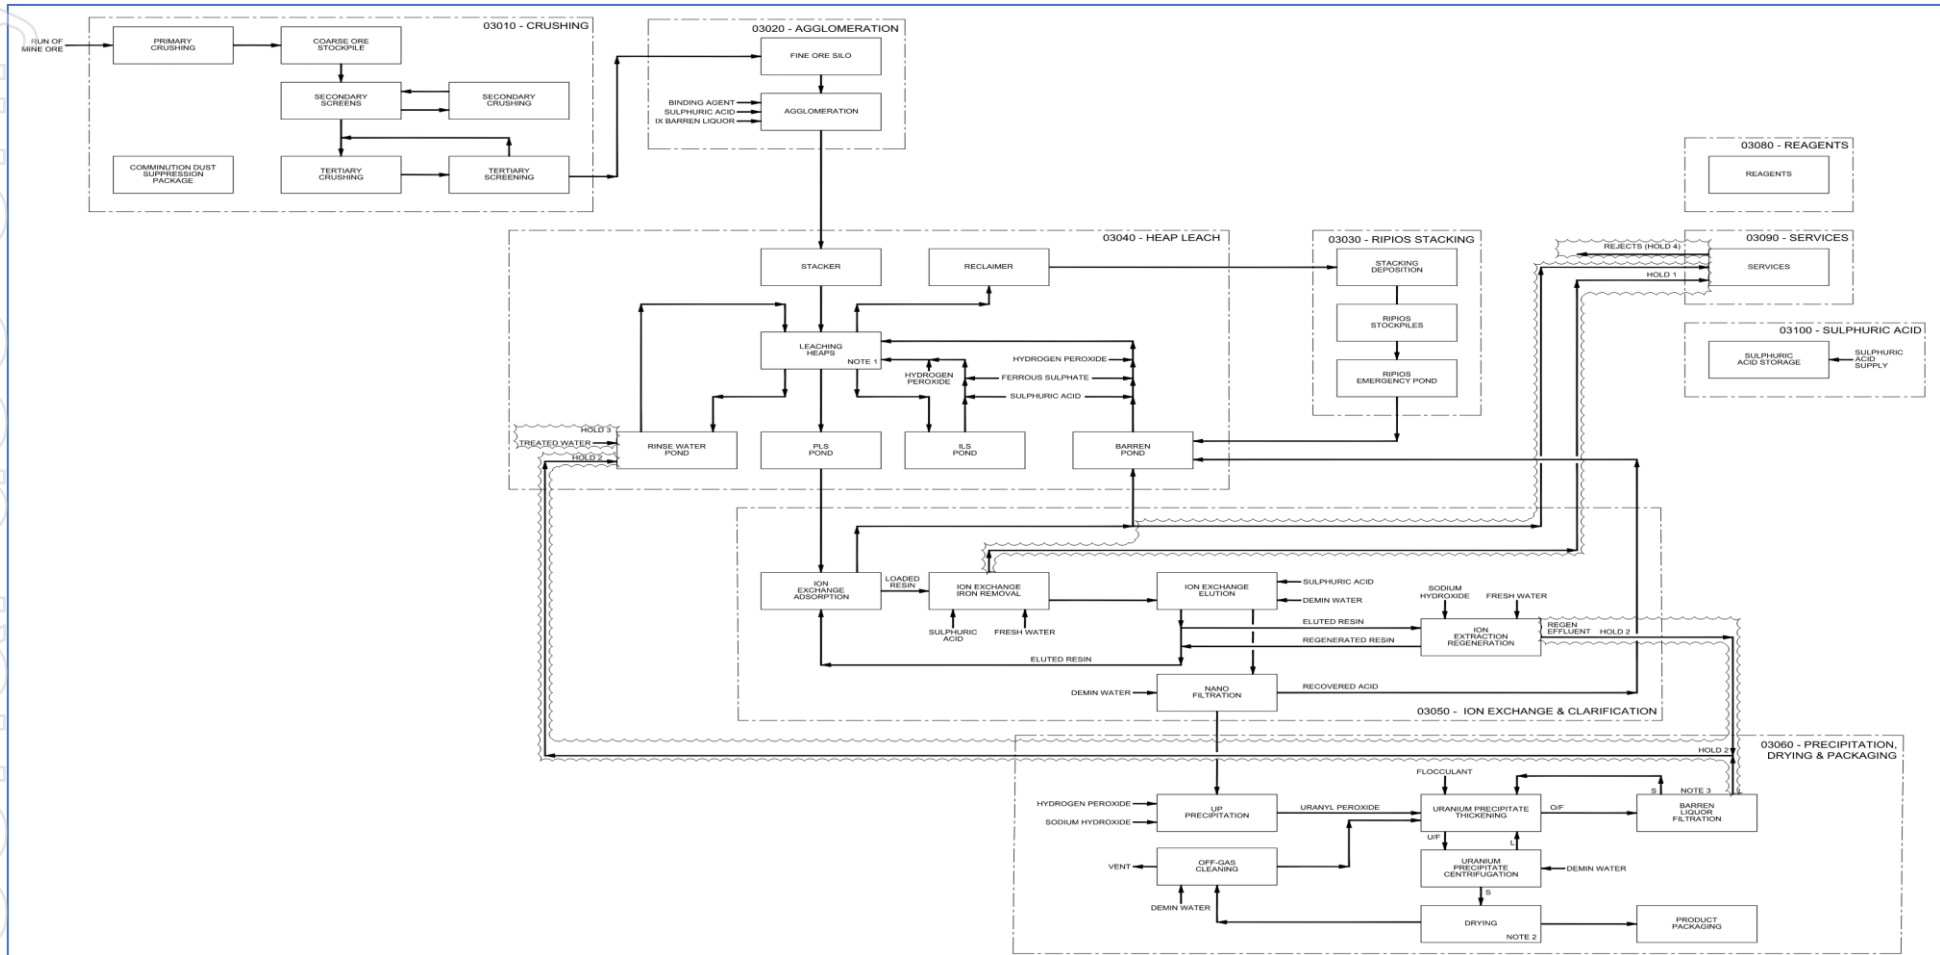 03010 - CRUSHING
RUN OF
MINE ORE
PRIMARY
CRUSHING
COARSE ORE
STOCKPILE
SECONDARY
SCREENS
SECONDARY
CRUSHING
COMMINUTION DUST
SUPPRESSION
PACKAGE
TERTIARY
CRUSHING
TERTIARY
SCREENING
03020 - AGGLOMERATION
FINE ORE SILO
BINDING AGENT
SULPHURIC ACID
IX BARREN LIQUOR
AGGLOMERATION
03080 - REAGENTS
REAGENTS
03040 - HEAP LEACH
STACKER
RECLAIMER
LEACHING
HEAPS
NOTE 1
HYDROGEN
PEROXIDE
HYDROGEN PEROXIDE
FERROUS SULPHATE
SULPHURIC ACID
HOLD 3
TREATED WATER
HOLD 2
RINSE WATER
POND
PLS
POND
ILS
POND
BARREN
POND
03030 - RIPIOS STACKING
STACKING
DEPOSITION
RIPIOS
STOCKPILES
RIPIOS
EMERGENCY POND
03090 - SERVICES
REJECTS (HOLD 4)
SERVICES
HOLD 1
03100 - SULPHURIC ACID
SULPHURIC
ACID STORAGE
SULPHURIC
ACID
SUPPLY
ION
EXCHANGE
ADSORPTION
LOADED
RESIN
ION EXCHANGE
IRON REMOVAL
SULPHURIC
ACID
FRESH WATER
ION EXCHANGE
ELUTION
SULPHURIC ACID
DEMIN WATER
SODIUM
HYDROXIDE
FRESH WATER
ELUTED RESIN
REGENERATED RESIN
ION
EXTRACTION
REGENERATION
REGEN
EFFLUENT
HOLD 2
ELUTED RESIN
DEMIN WATER
NANO
FILTRATION
RECOVERED ACID
03050 - ION EXCHANGE & CLARIFICATION
HOLD 2
03060 - PRECIPITATION,
DRYING & PACKAGING
FLOCCULANT
HYDROGEN PEROXIDE
SODIUM HYDROXIDE
UP
PRECIPITATION
URANYL PEROXIDE
URANIUM PRECIPITATE
THICKENING
O/F
S
NOTE 3
L
BARREN
LIQUOR
FILTRATION
U/F
L
VENT
OFF-GAS
CLEANING
DEMIN WATER
URANIUM
PRECIPITATE
CENTRIFUGATION
DEMIN WATER
S
DRYING
NOTE 2
PRODUCT
PACKAGING